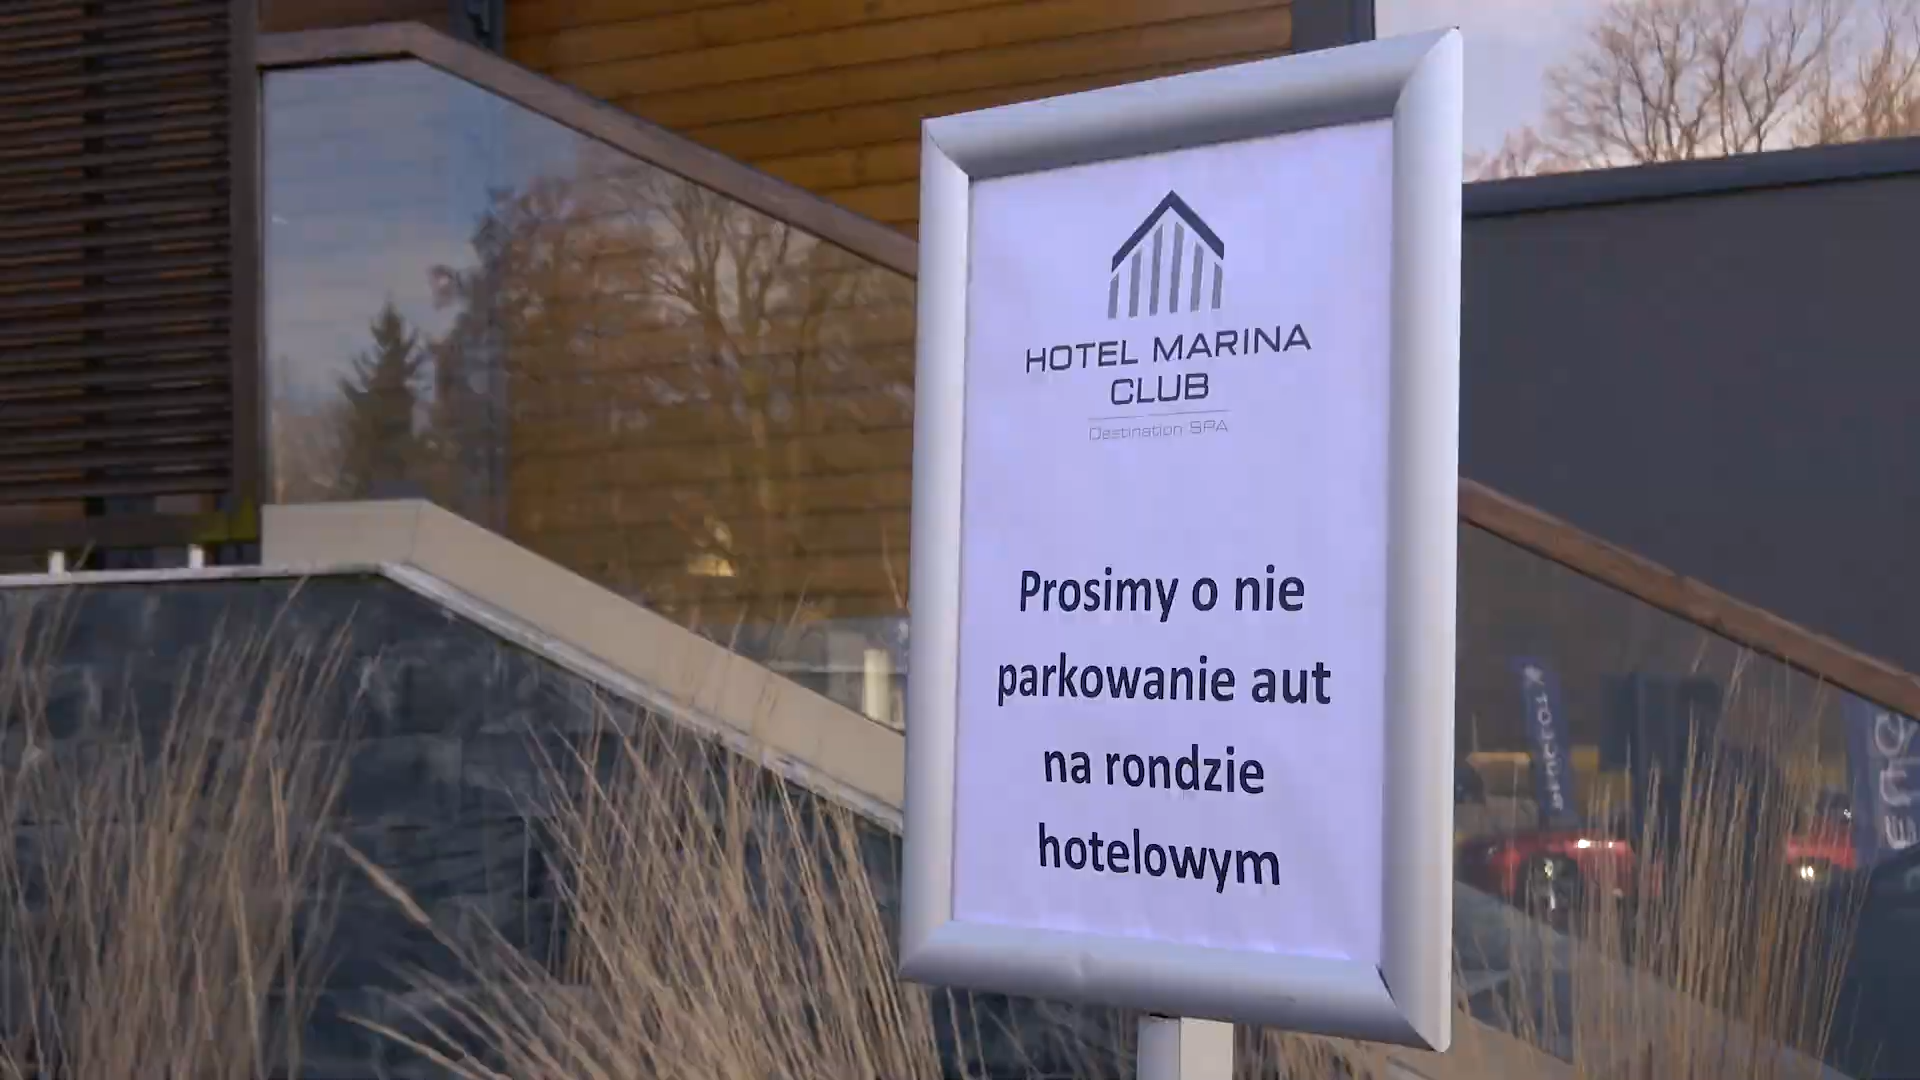 HOTEL MARINA
CLUB
Destination SPA
Prosimy o nie
parkowanie aut
na rondzie
hotelowym